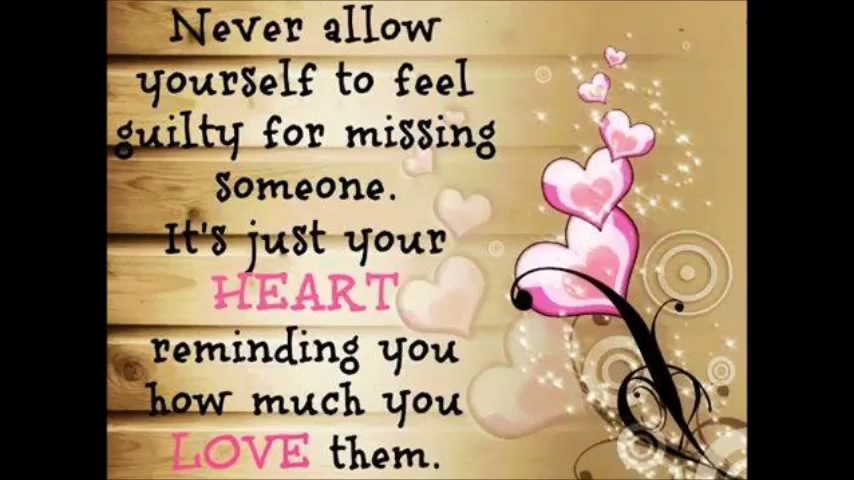 Never allow
yourself to feel
guilty for missing
someone.
It's just your
HEART
reminding you
how much you
LOVE them.